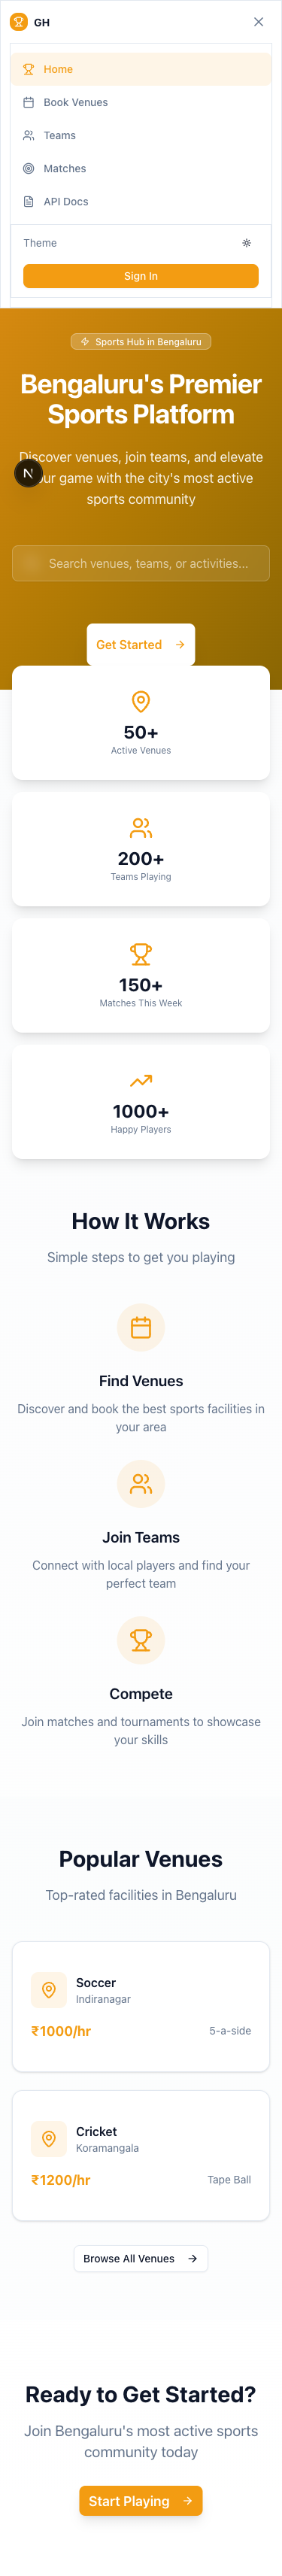 GH
Home
Book Venues
Teams
Matches
API Docs
Theme
Sign In
Sports Hub in Bengaluru
Bengaluru's Premier
Sports Platform
Discover venues, join teams, and elevate
your game with the city's most active
sports community
N
Search venues, teams, or activities...
Get Started
50+
Active Venues
200+
Teams Playing
150+
Matches This Week
1000+
Happy Players
How It Works
Simple steps to get you playing
Find Venues
Discover and book the best sports facilities in
your area
Join Teams
Connect with local players and find your
perfect team
Compete
Join matches and tournaments to showcase
your skills
Popular Venues
Top-rated facilities in Bengaluru
Soccer
Indiranagar
₹1000/hr 5-a-side
Cricket
Koramangala
₹1200/hr Tape Ball
Browse All Venues
Ready to Get Started?
Join Bengaluru's most active sports
community today
Start Playing